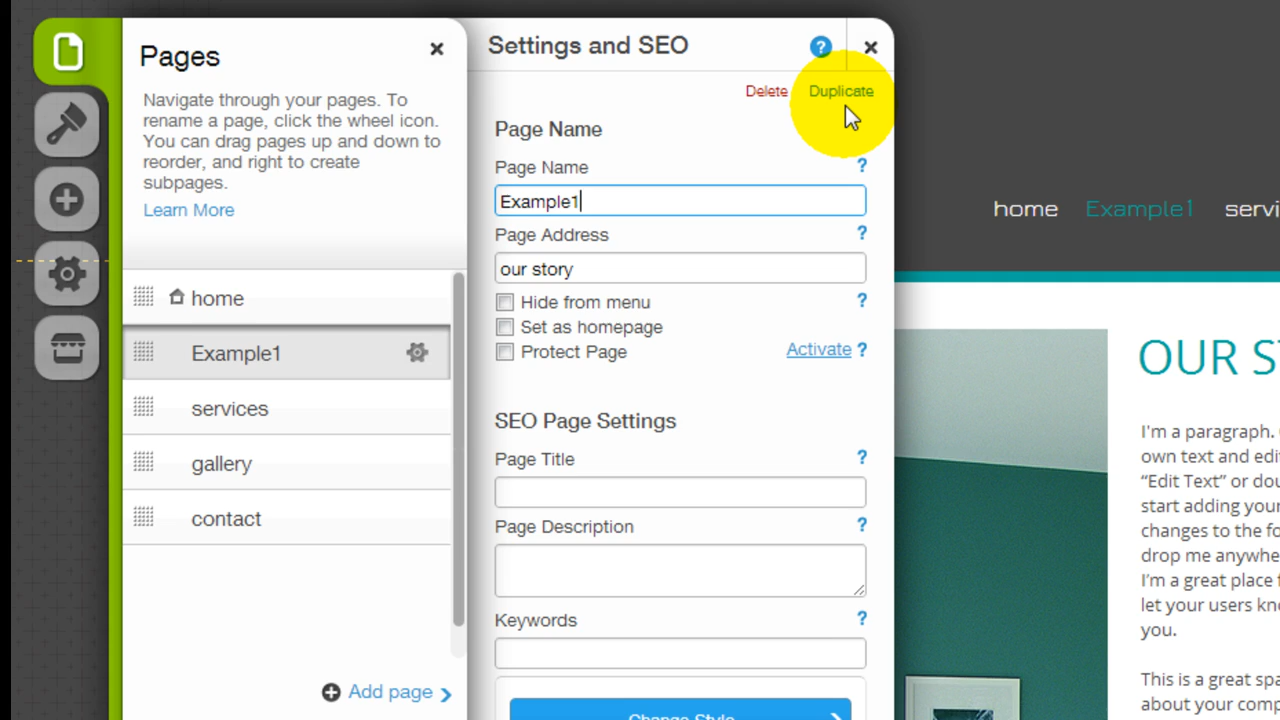 Pages
Navigate through your pages. To
rename a page, click the wheel icon.
You can drag pages up and down to
reorder, and right to create
subpages.
Learn More
home
Example1
services
gallery
contact
Add page
Settings and SEO
?
Delete
Duplicate
Page Name
Page Name
?
Example1
Page Address
?
our story
Hide from menu
?
Set as homepage
Protect Page
Activate ?
SEO Page Settings
Page Title
?
Page Description
?
Keywords
?
Change Style
home Example1 servi
OUR S
I'm a paragraph.
own text and edi
“Edit Text” or dou
start adding your
changes to the fo
drop me anywhe
I'm a great place
let your users kno
you.
This is a great spa
about your comp